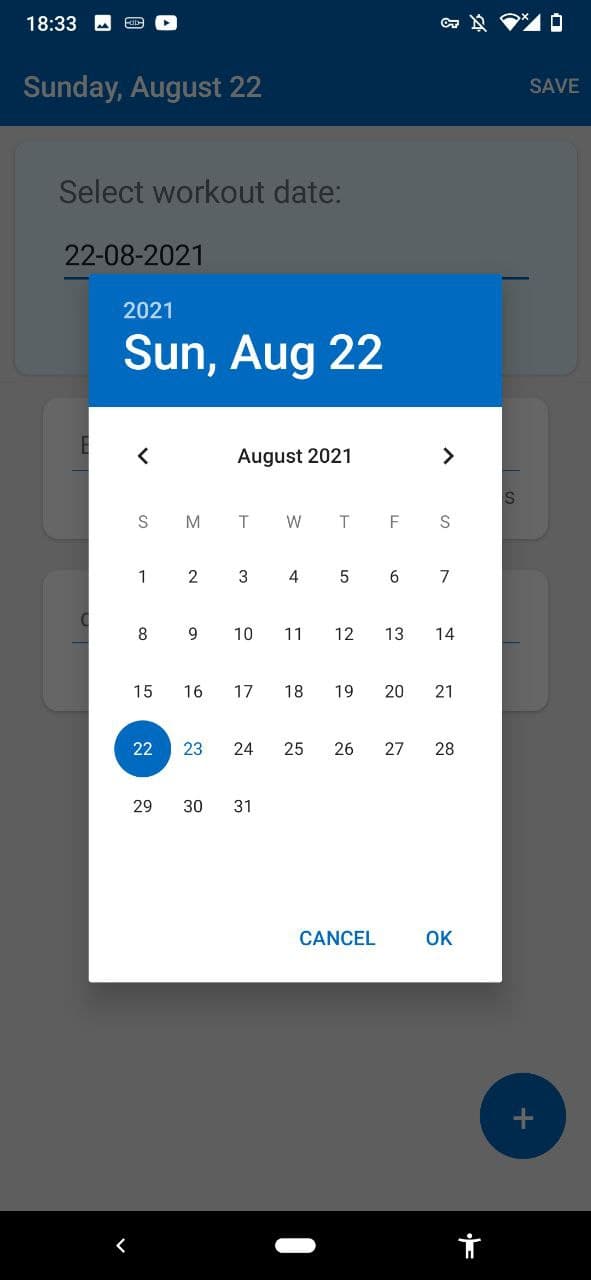 18:33
Sunday, August 22 SAVE
Select workout date:
22-08-2021
2021
Sun, Aug 22
August 2021
S M T W T F S
1 2 3 4 5 6 7
8 9 10 11 12 13 14
15 16 17 18 19 20 21
22 23 24 25 26 27 28
29 30 31
CANCEL OK
+